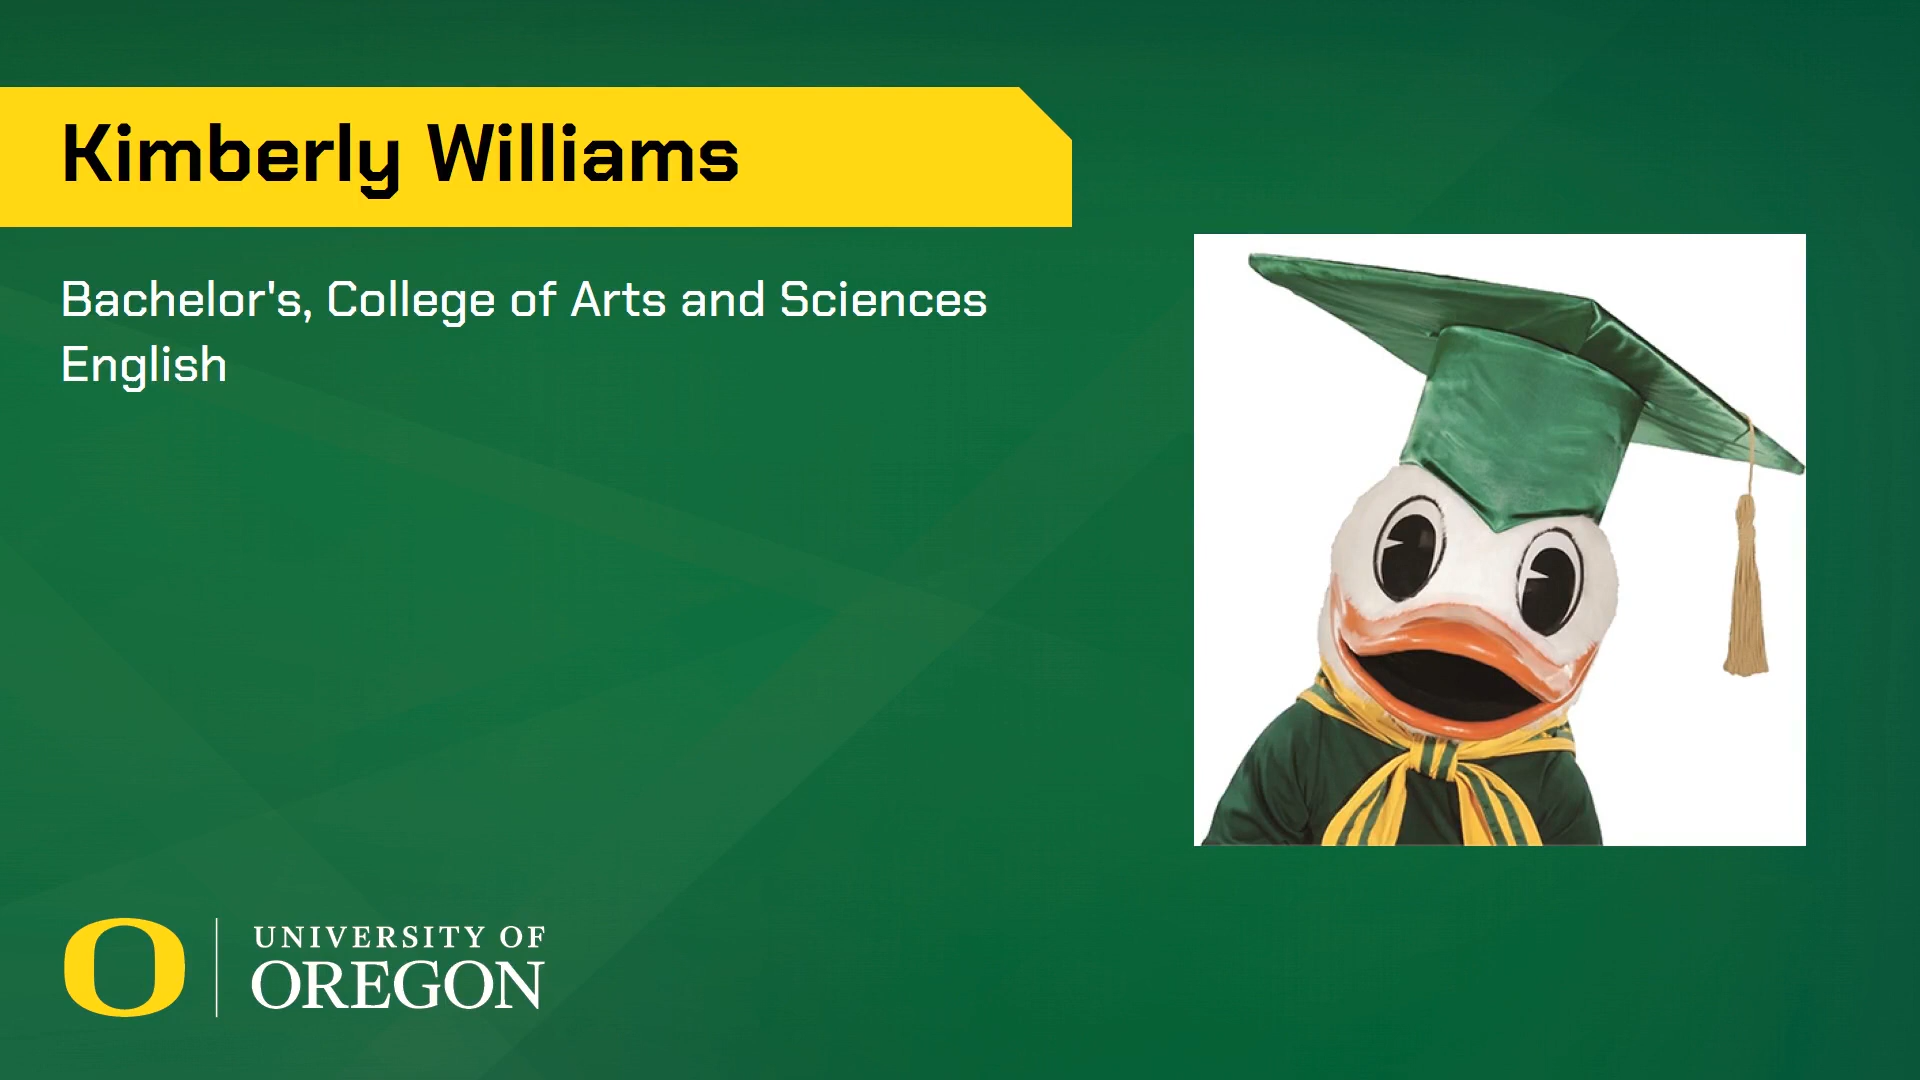 Kimberly Williams
Bachelor's, College of Arts and Sciences
English
O
UNIVERSITY OF
OREGON